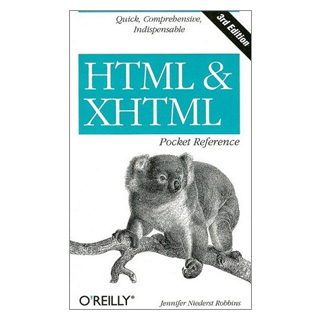 Quick, Comprehensive,
Indispensable
3rd Edition
HTML &
XHTML
Pocket Reference
O'REILLY®
Jennifer Niederst Robbins